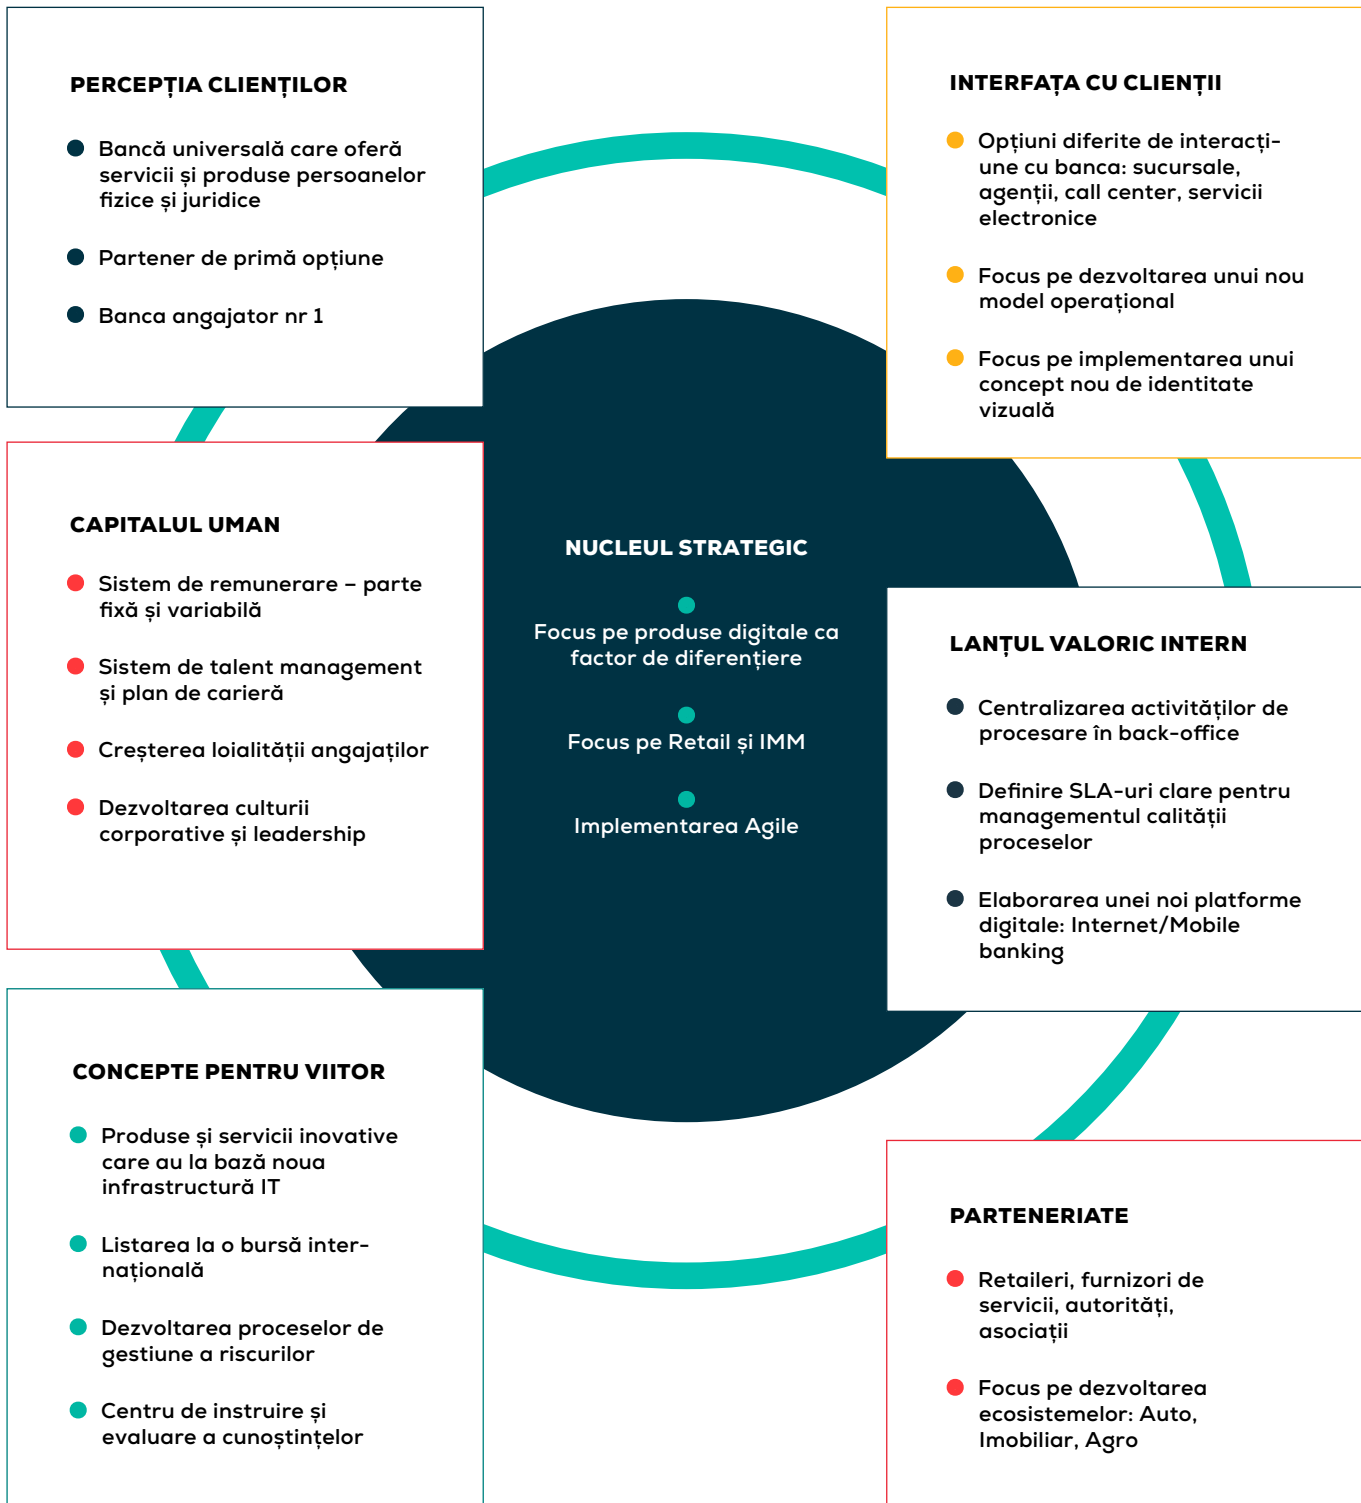 PERCEPȚIA CLIENȚILOR
Bancă universală care oferă
servicii și produse persoanelor
fizice și juridice
Partener de primă opțiune
Banca angajator nr 1
INTERFAȚA CU CLIENȚII
Opțiuni diferite de interacți-
une cu banca: sucursale,
agenții, call center, servicii
electronice
Focus pe dezvoltarea unui nou
model operațional
Focus pe implementarea unui
concept nou de identitate
vizuală
CAPITALUL UMAN
Sistem de remunerare – parte
fixă și variabilă
Sistem de talent management
și plan de carieră
Creșterea loialității angajaților
Dezvoltarea culturii
corporative și leadership
NUCLEUL STRATEGIC
Focus pe produse digitale ca
factor de diferențiere
Focus pe Retail și IMM
Implementarea Agile
LANȚUL VALORIC INTERN
Centralizarea activităților de
procesare în back-office
Definire SLA-uri clare pentru
managementul calității
proceselor
Elaborarea unei noi platforme
digitale: Internet/Mobile
banking
CONCEPTE PENTRU VIITOR
Produse și servicii inovative
care au la bază noua
infrastructură IT
Listarea la o bursă inter-
națională
Dezvoltarea proceselor de
gestiune a riscurilor
Centru de instruire și
evaluare a cunoștințelor
PARTENERIATE
Retaileri, furnizori de
servicii, autorități,
asociații
Focus pe dezvoltarea
ecosistemelor: Auto,
Imobiliar, Agro